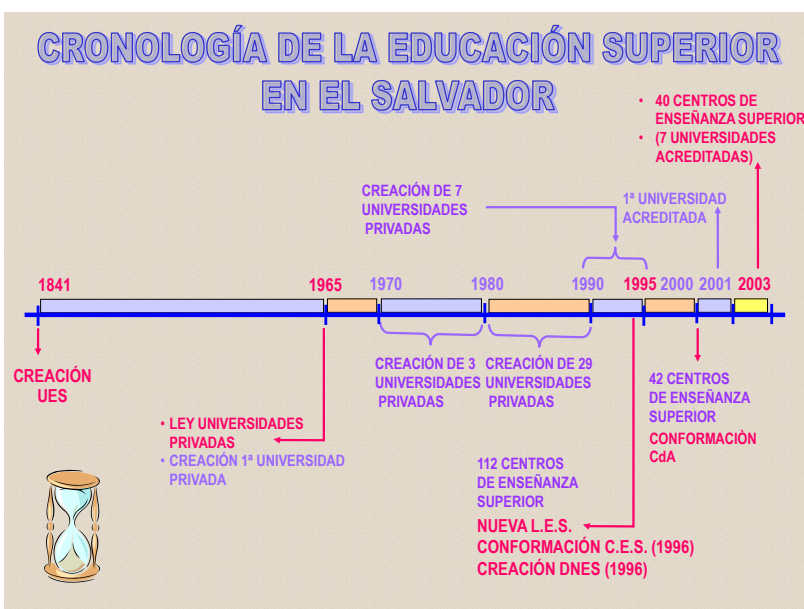 CRONOLOGÍA DE LA EDUCACIÓN SUPERIOR
EN EL SALVADOR
• 40 CENTROS DE
ENSEÑANZA SUPERIOR
• (7 UNIVERSIDADES
ACREDITADAS)
CREACIÓN DE 7
UNIVERSIDADES
PRIVADAS
1ª UNIVERSIDAD
ACREDITADA
1841 1965 1970 1980 1990 1995 2000 2001 2003
CREACIÓN
UES
CREACIÓN DE 3
UNIVERSIDADES
PRIVADAS
CREACIÓN DE 29
UNIVERSIDADES
PRIVADAS
42 CENTROS
DE ENSEÑANZA
SUPERIOR
CONFORMACIÒN
CdA
• LEY UNIVERSIDADES
PRIVADAS
• CREACIÓN 1ª UNIVERSIDAD
PRIVADA
112 CENTROS
DE ENSEÑANZA
SUPERIOR
NUEVA L.E.S.
CONFORMACIÓN C.E.S. (1996)
CREACIÓN DNES (1996)